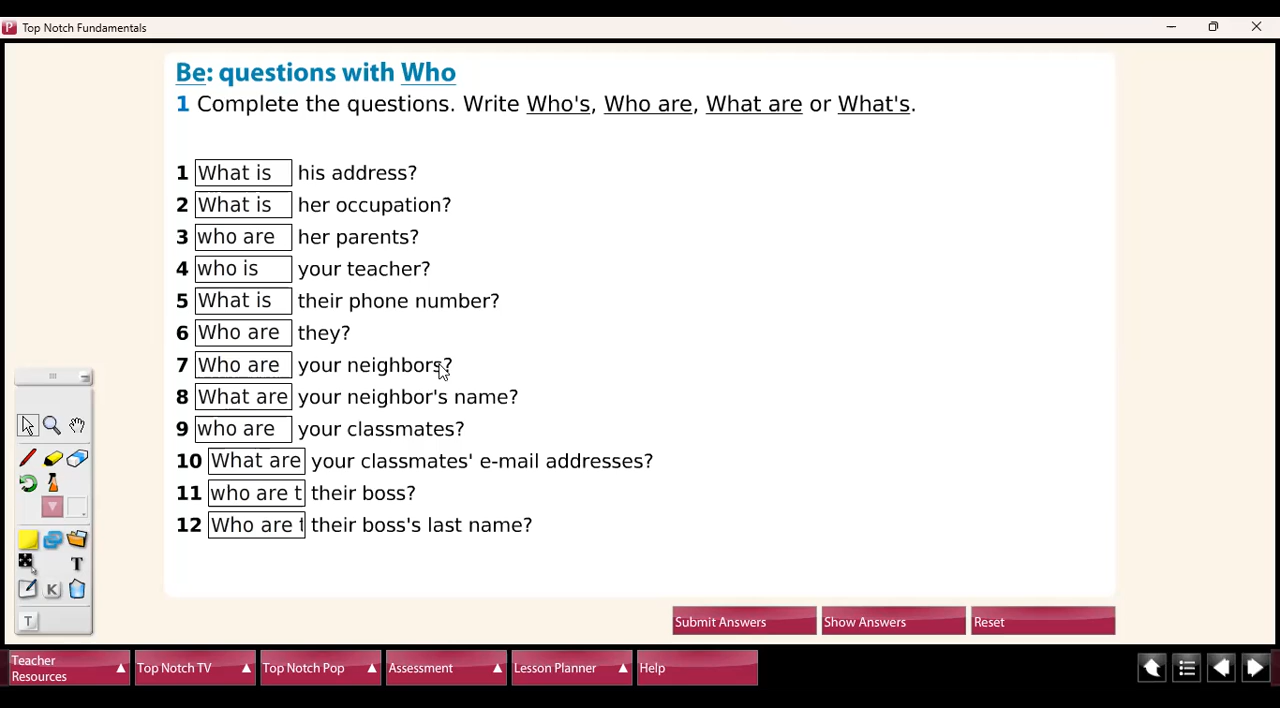 Top Notch Fundamentals
Be: questions with Who
1 Complete the questions. Write Who's, Who are, What are or What's.
1 What is his address?
2 What is her occupation?
3 who are her parents?
4 who is your teacher?
5 What is their phone number?
6 Who are they?
7 Who are your neighbors?
8 What are your neighbor's name?
9 who are your classmates?
10 What are your classmates' e-mail addresses?
11 who are t their boss?
12 Who are t their boss's last name?
T
K
T
Submit Answers Show Answers Reset
Teacher Resources Top Notch TV Top Notch Pop Assessment Lesson Planner Help